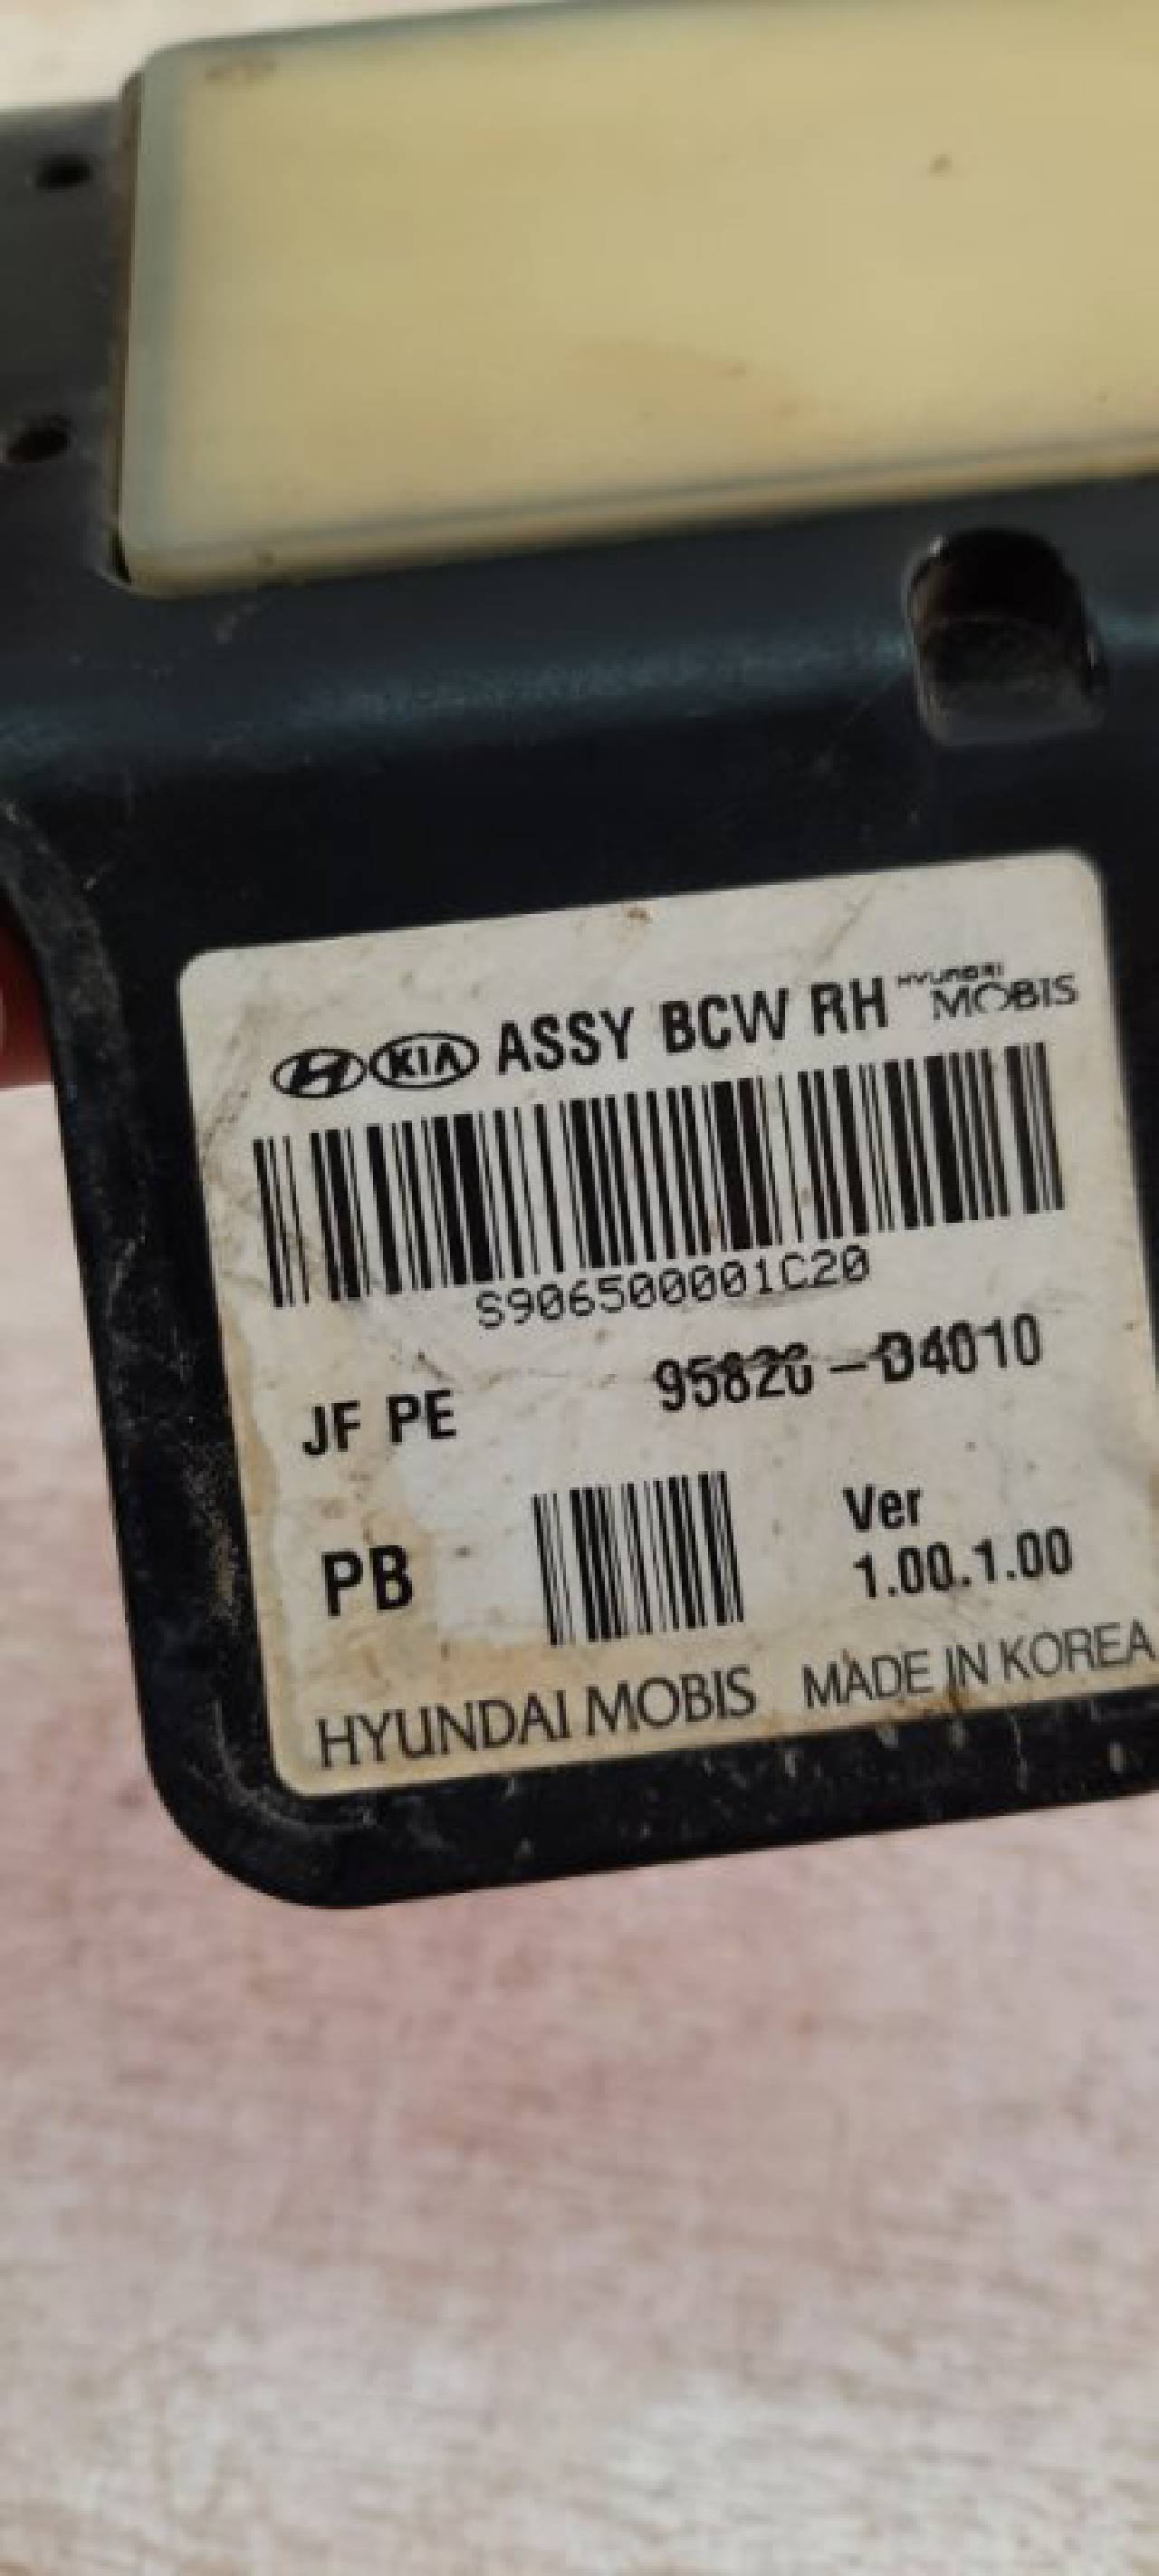 KIA ASSY BCW RH HYUNDAI MOBIS
S906500001C20
JF PE 95820-D4010
PB Ver
1.00.1.00
HYUNDAI MOBIS MADE IN KOREA